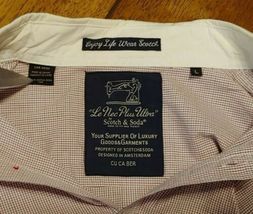 Enjoy Life Wear Scotch
L
"Le Nec Plus Ultra"
Scotch & Soda®
Your Supplier Of Luxury
Goods&Garments
Property of Scotch&Soda
Designed in Amsterdam
CU CA BER